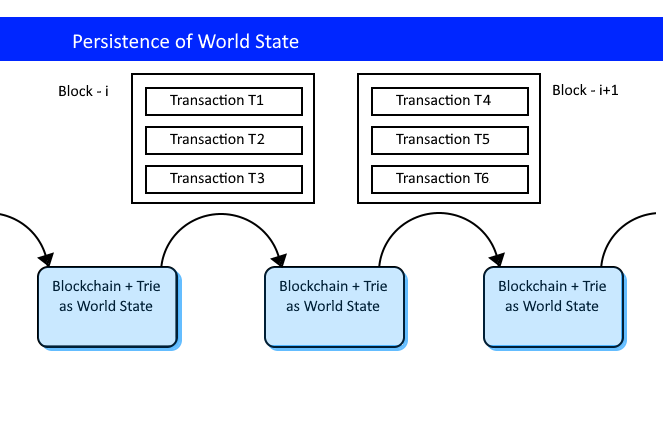 Persistence of World State
Block - i
Transaction T1
Transaction T2
Transaction T3
Transaction T4
Transaction T5
Transaction T6
Block - i+1
Blockchain + Trie
as World State
Blockchain + Trie
as World State
Blockchain + Trie
as World State